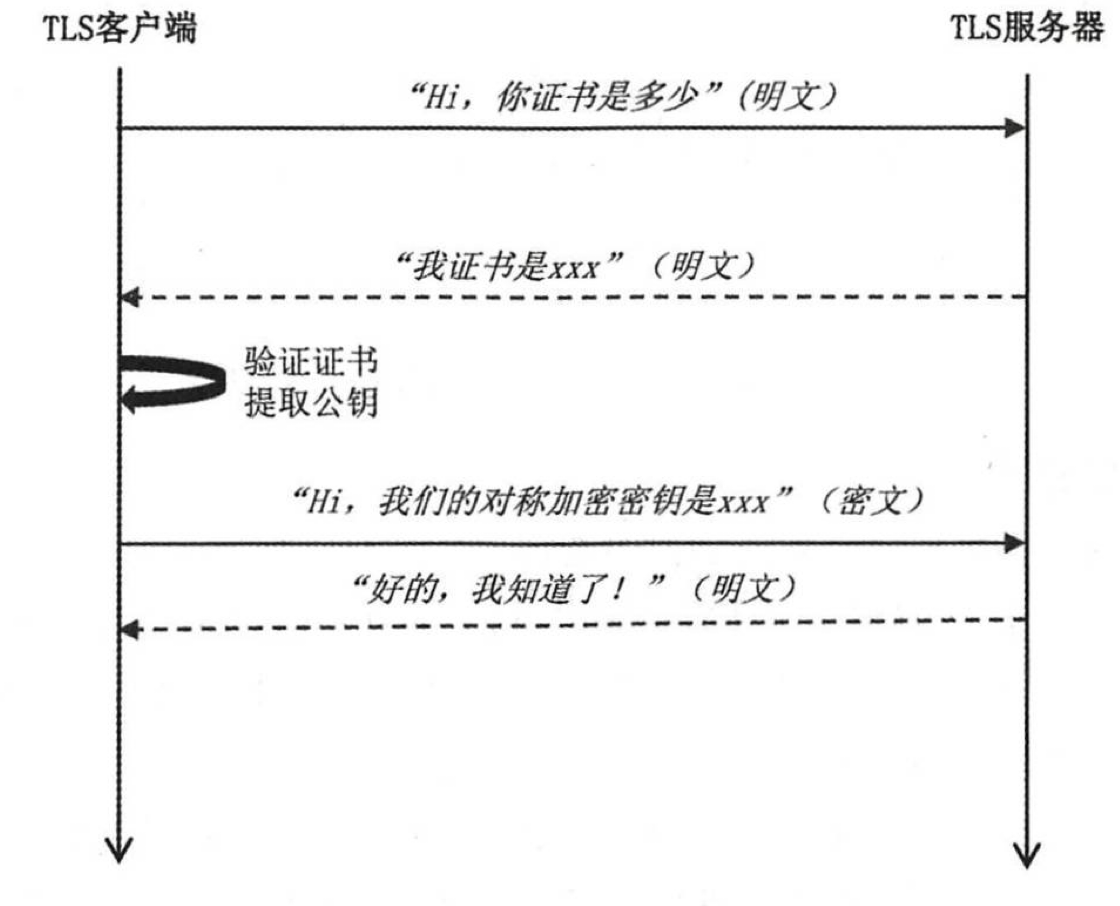 TLS客户端
TLS服务器
“Hi，你证书是多少”(明文）
“我证书是xxx”（明文）
验证证书
提取公钥
“Hi，我们的对称加密密钥是xxx”（密文）
“好的，我知道了！”（明文）